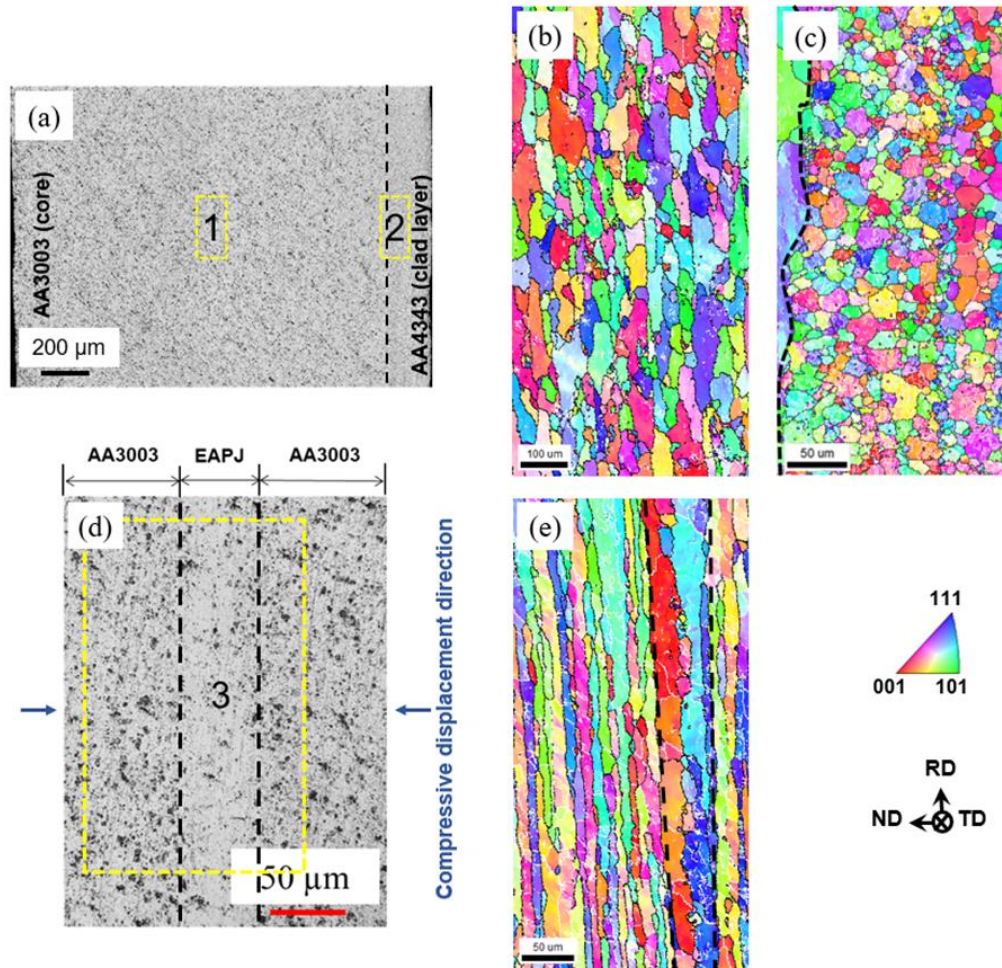 (a)
AA3003 (core)
1
2
AA4343 (clad layer)
200 µm
(b)
100 um
(c)
50 um
AA3003 EAPJ AA3003
(d)
3
50 µm
Compressive displacement direction
(e)
50 um
111
001 101
RD
ND TD